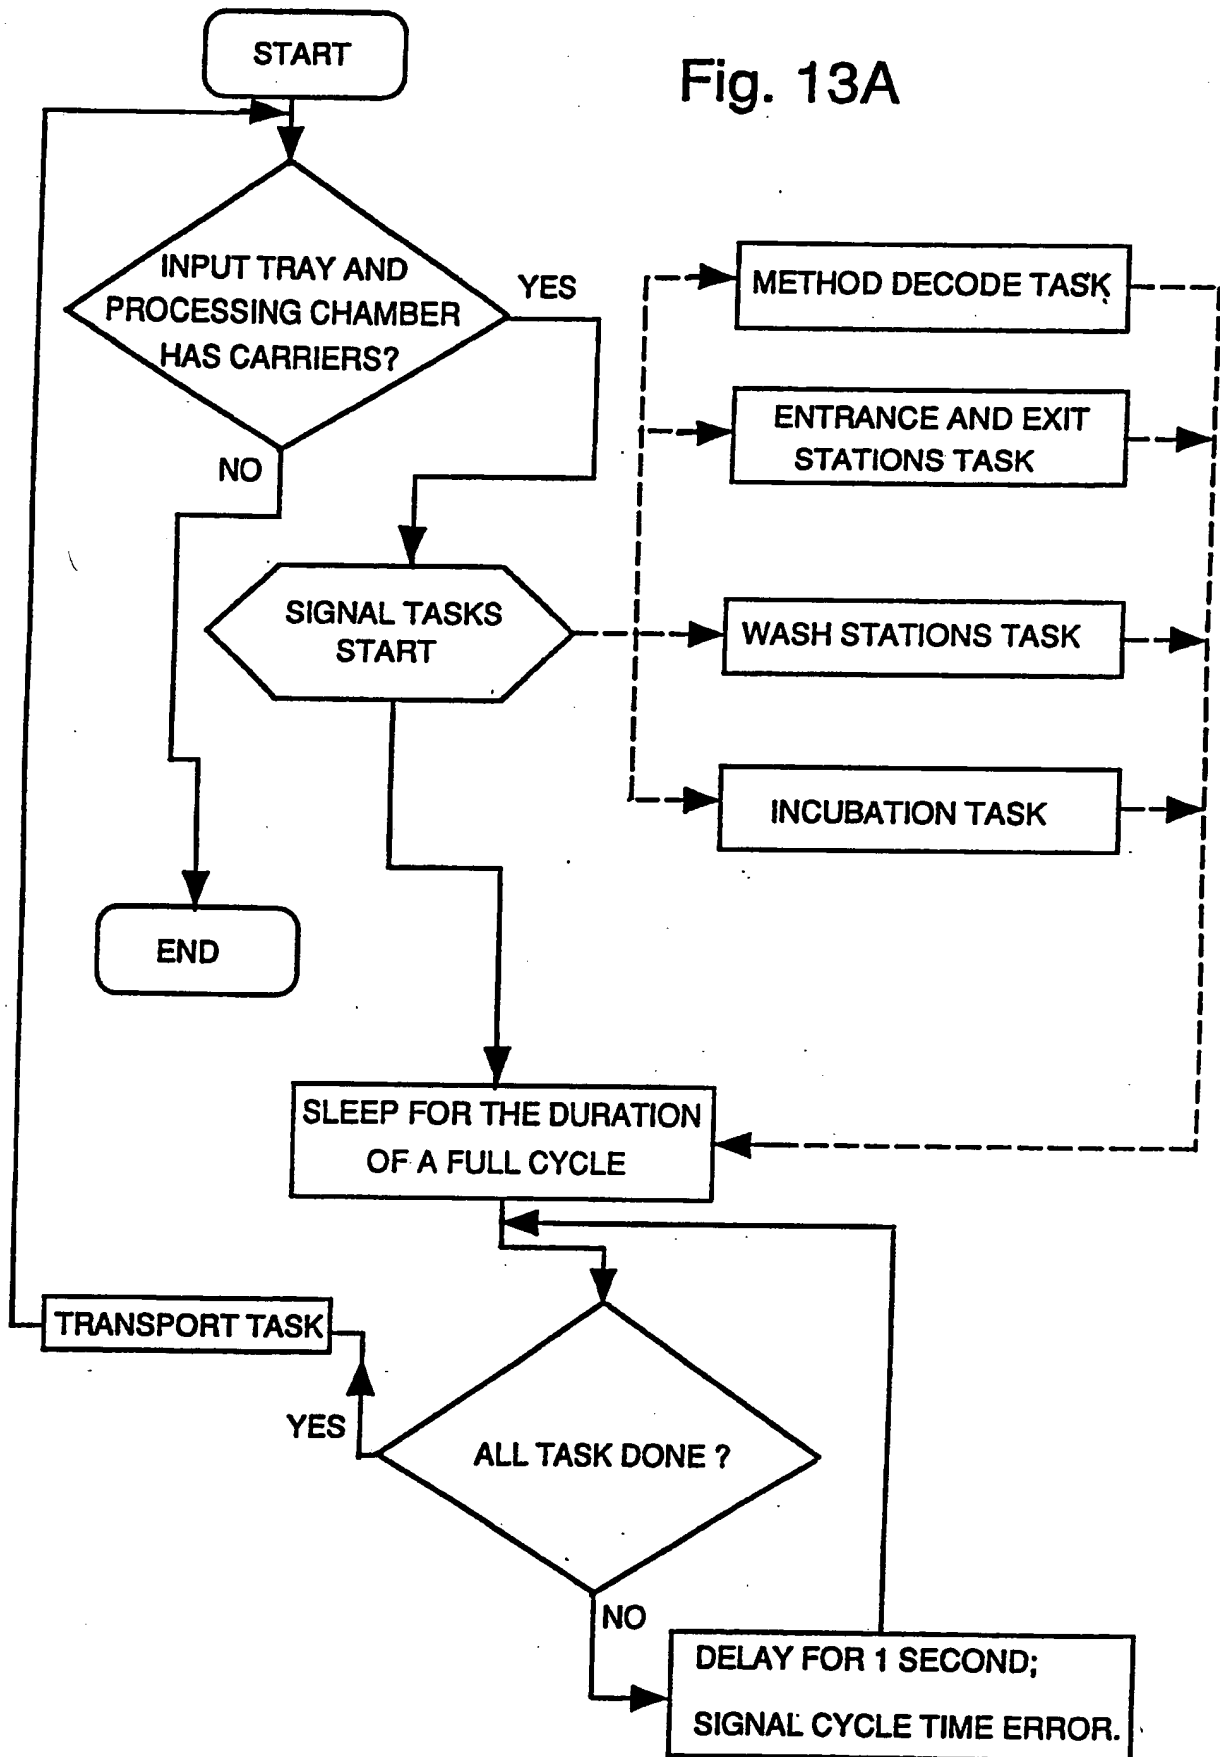 START
Fig. 13A
INPUT TRAY AND
PROCESSING CHAMBER
HAS CARRIERS?
YES
NO
METHOD DECODE TASK
ENTRANCE AND EXIT
STATIONS TASK
SIGNAL TASKS
START
WASH STATIONS TASK
INCUBATION TASK
END
SLEEP FOR THE DURATION
OF A FULL CYCLE
TRANSPORT TASK
YES
ALL TASK DONE ?
NO
DELAY FOR 1 SECOND;
SIGNAL CYCLE TIME ERROR.